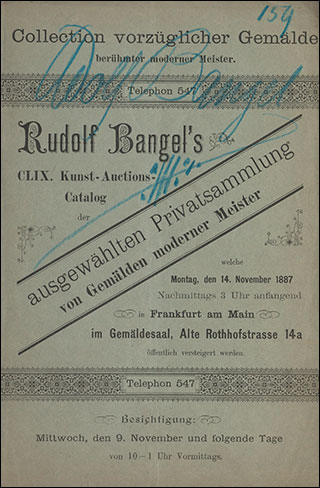 159
Collection vorzüglicher Gemälde
berühmter moderner Meister.
Telephon 547
Rudolf Bangel
Rudolf Bangel's
CLIX. Kunst-Auctions-
Catalog
der
ausgewählten Privatsammlung
von Gemälden moderner Meister
welche
Montag, den 14. November 1887
Nachmittags 3 Uhr anfangend
in Frankfurt am Main
im Gemäldesaal, Alte Rothhofstrasse 14a
öffentlich versteigert werden.
Telephon 547
Besichtigung:
Mittwoch, den 9. November und folgende Tage
von 10–1 Uhr Vormittags.